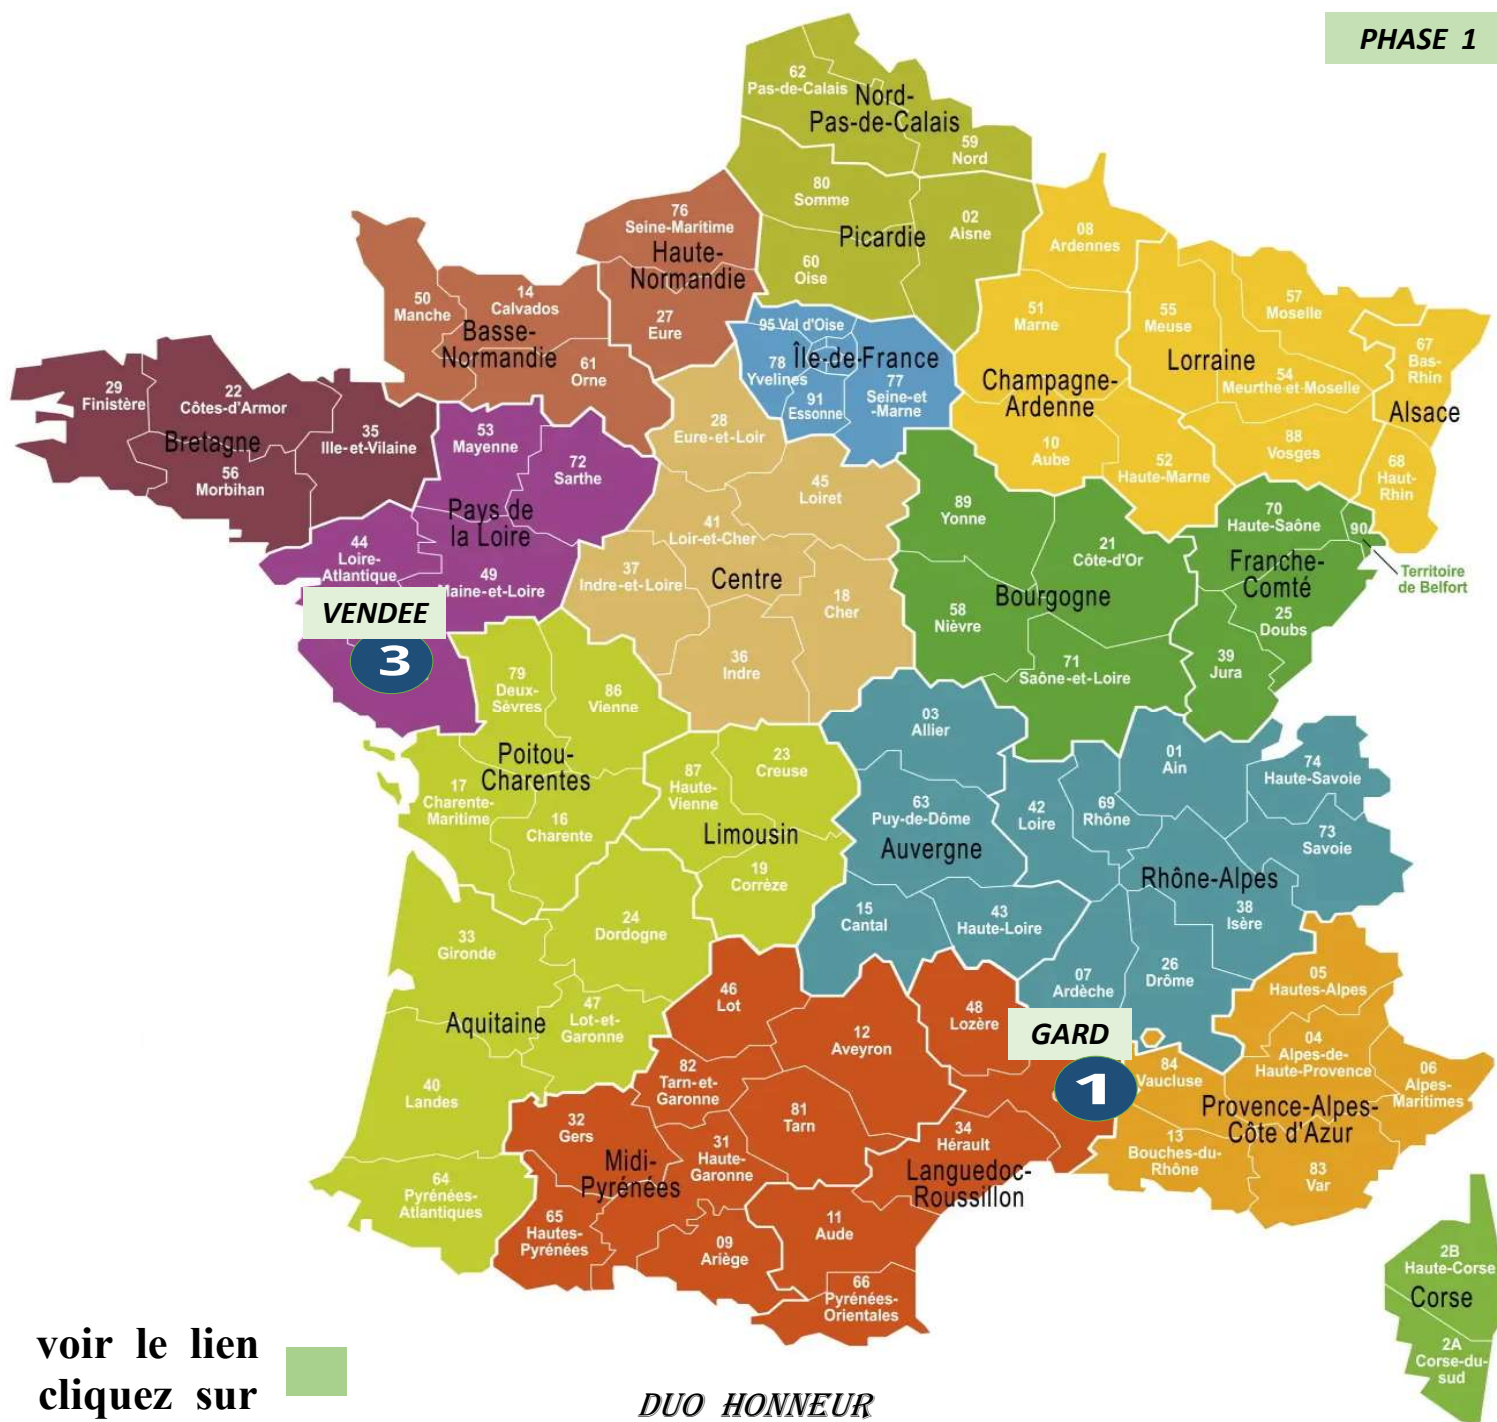 PHASE 1
62
Pas-de-Calais
Nord-
Pas-de-Calais
59
Nord
80
Somme
02
Aisne
Picardie
60
Oise
76
Seine-Maritime
Haute-
Normandie
27
Eure
08
Ardennes
50
Manche
14
Calvados
Basse-
Normandie
61
Orne
95 Val d'Oise
Île-de-France
78
Yvelines
91
Essonne
77
Seine-et
-Marne
51
Marne
Champagne-
Ardenne
10
Aube
52
Haute-Marne
55
Meuse
57
Moselle
Lorraine
54
Meurthe-et-Moselle
88
Vosges
67
Bas-
Rhin
Alsace
68
Haut-
Rhin
29
Finistère
22
Côtes-d'Armor
Bretagne
35
Ille-et-Vilaine
56
Morbihan
53
Mayenne
72
Sarthe
Pays de
la Loire
44
Loire-
Atlantique
49
Maine-et-Loire
VENDEE
3
28
Eure-et-Loir
45
Loiret
41
Loir-et-Cher
37
Indre-et-Loire
Centre
18
Cher
36
Indre
89
Yonne
21
Côte-d'Or
Bourgogne
58
Nièvre
71
Saône-et-Loire
70
Haute-Saône
90
Territoire
de Belfort
Franche-
Comté
25
Doubs
39
Jura
79
Deux-
Sèvres
86
Vienne
Poitou-
Charentes
17
Charente-
Maritime
16
Charente
87
Haute-
Vienne
23
Creuse
Limousin
19
Corrèze
03
Allier
63
Puy-de-Dôme
Auvergne
15
Cantal
43
Haute-Loire
42
Loire
69
Rhône
01
Ain
74
Haute-Savoie
73
Savoie
Rhône-Alpes
38
Isère
07
Ardèche
26
Drôme
33
Gironde
24
Dordogne
47
Lot-et-
Garonne
Aquitaine
40
Landes
64
Pyrénées-
Atlantiques
46
Lot
12
Aveyron
82
Tarn-et-
Garonne
32
Gers
81
Tarn
31
Haute-
Garonne
Midi-
Pyrénées
65
Hautes-
Pyrénées
09
Ariège
48
Lozère
GARD
1
34
Hérault
Languedoc-
Roussillon
11
Aude
66
Pyrénées-
Orientales
05
Hautes-Alpes
04
Alpes-de-
Haute-Provence
06
Alpes-
Maritimes
84
Vaucluse
Provence-Alpes-
Côte d'Azur
13
Bouches-du-
Rhône
83
Var
2B
Haute-Corse
Corse
2A
Corse-du-
sud
voir le lien
cliquez sur
DUO HONNEUR